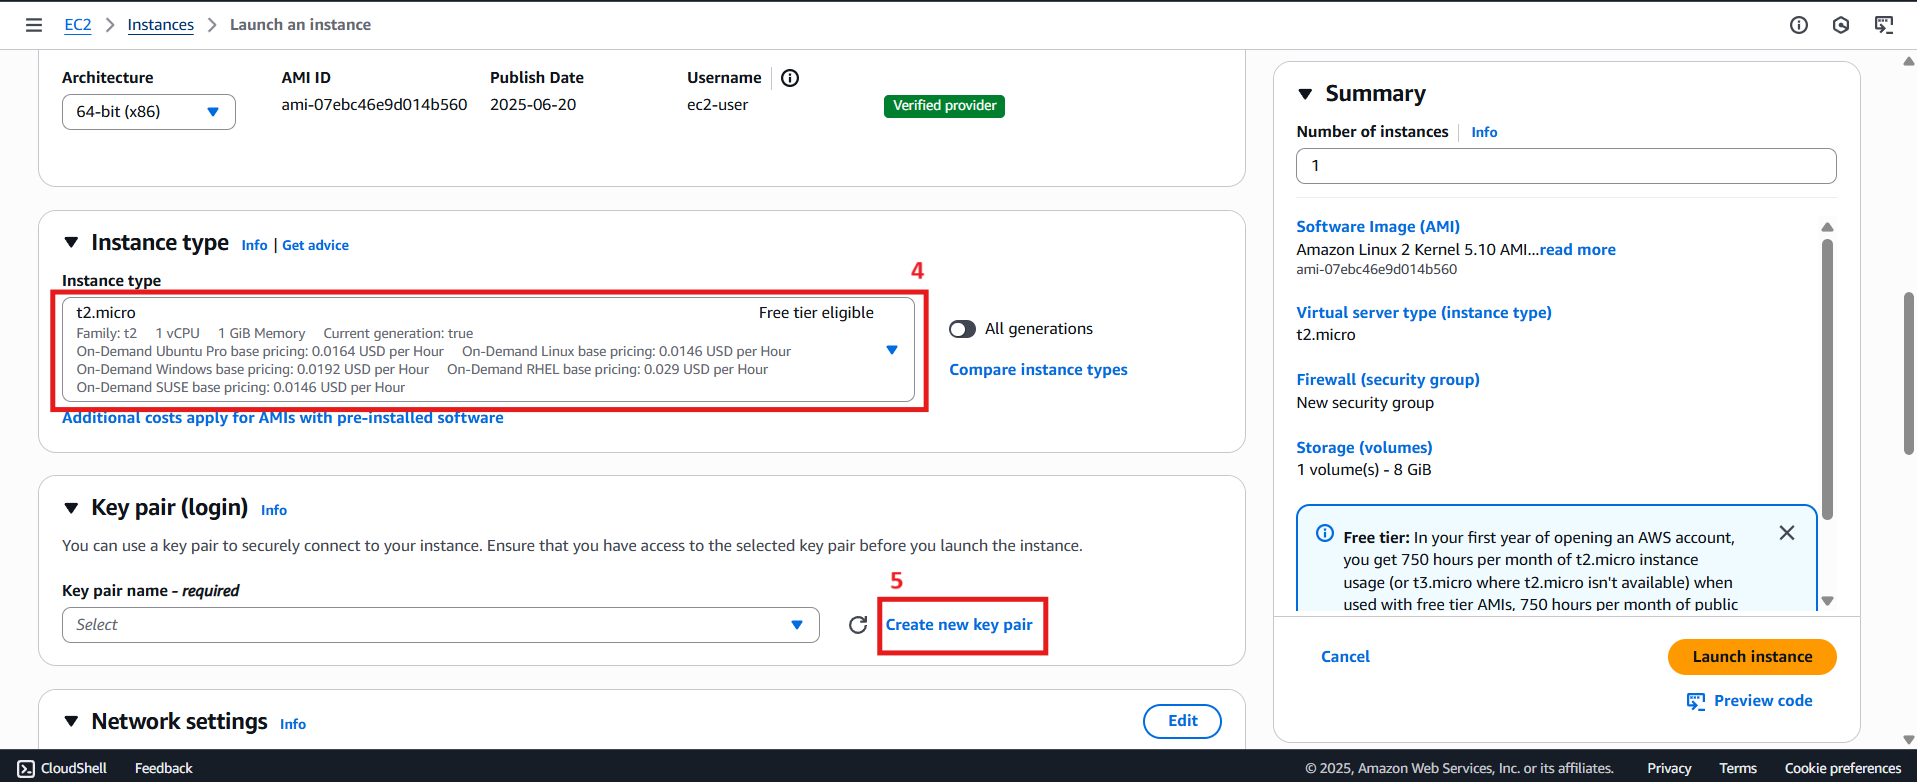 EC2 > Instances > Launch an instance
Architecture
64-bit (x86)
AMI ID
ami-07ebc46e9d014b560
Publish Date
2025-06-20
Username
ec2-user
Verified provider
Instance type Info | Get advice
Instance type
4
t2.micro Free tier eligible
Family: t2 1 vCPU 1 GiB Memory Current generation: true
On-Demand Ubuntu Pro base pricing: 0.0164 USD per Hour On-Demand Linux base pricing: 0.0146 USD per Hour
On-Demand Windows base pricing: 0.0192 USD per Hour On-Demand RHEL base pricing: 0.029 USD per Hour
On-Demand SUSE base pricing: 0.0146 USD per Hour
All generations
Compare instance types
Additional costs apply for AMIs with pre-installed software
Key pair (login) Info
You can use a key pair to securely connect to your instance. Ensure that you have access to the selected key pair before you launch the instance.
Key pair name - required
Select
5
Create new key pair
Network settings Info
Edit
Summary
Number of instances Info
1
Software Image (AMI)
Amazon Linux 2 Kernel 5.10 AMI...read more
ami-07ebc46e9d014b560
Virtual server type (instance type)
t2.micro
Firewall (security group)
New security group
Storage (volumes)
1 volume(s) - 8 GiB
Free tier: In your first year of opening an AWS account,
you get 750 hours per month of t2.micro instance
usage (or t3.micro where t2.micro isn't available) when
used with free tier AMIs, 750 hours per month of public
Cancel
Launch instance
Preview code
CloudShell Feedback
© 2025, Amazon Web Services, Inc. or its affiliates. Privacy Terms Cookie preferences